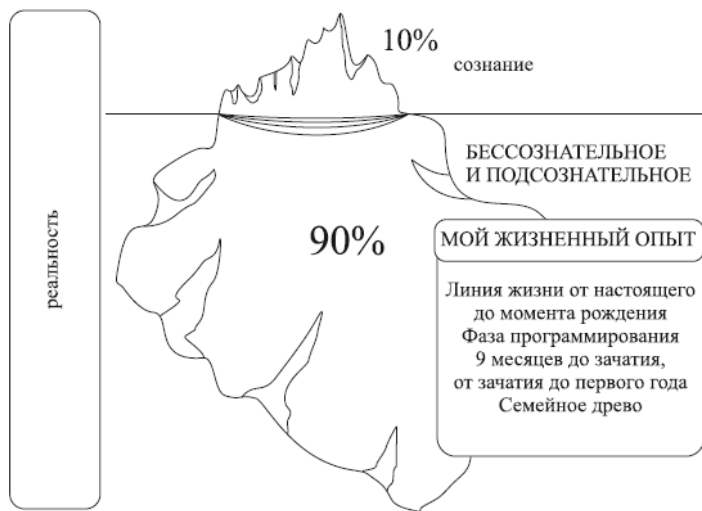 10%
сознание
БЕССОЗНАТЕЛЬНОЕ
И ПОДСОЗНАТЕЛЬНОЕ
90%
МОЙ ЖИЗНЕННЫЙ ОПЫТ
реальность
Линия жизни от настоящего
до момента рождения
Фаза программирования
9 месяцев до зачатия,
от зачатия до первого года
Семейное древо